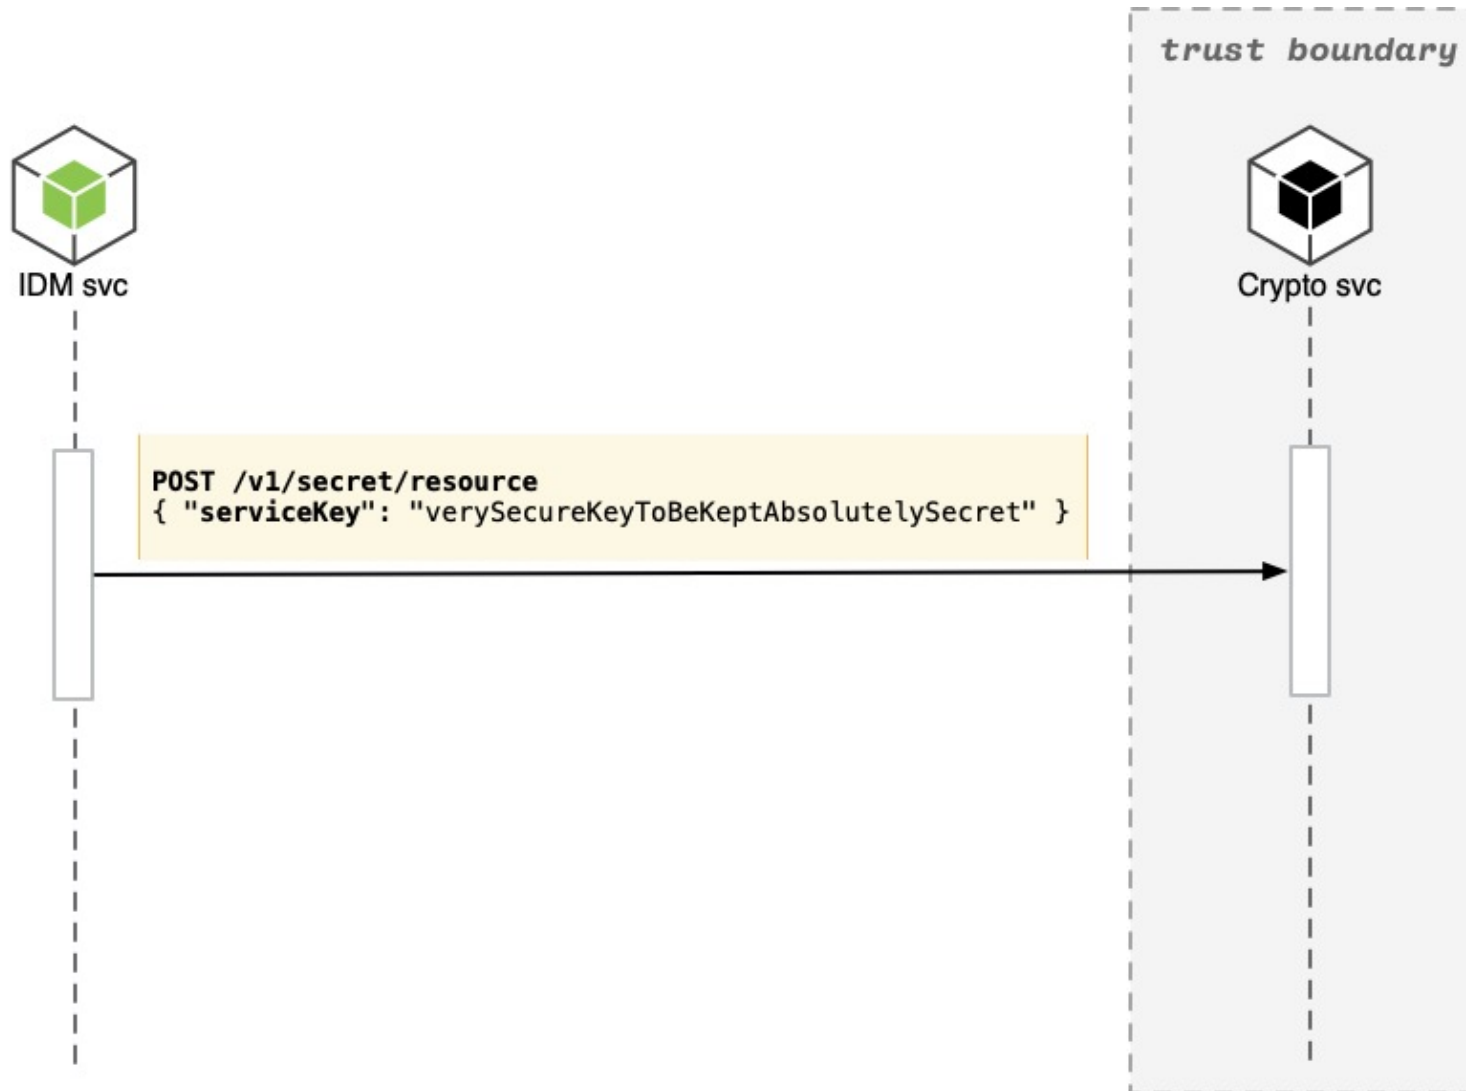 trust boundary
IDM svc
Crypto svc
POST /v1/secret/resource
{ "serviceKey": "verySecureKeyToBeKeptAbsolutelySecret" }